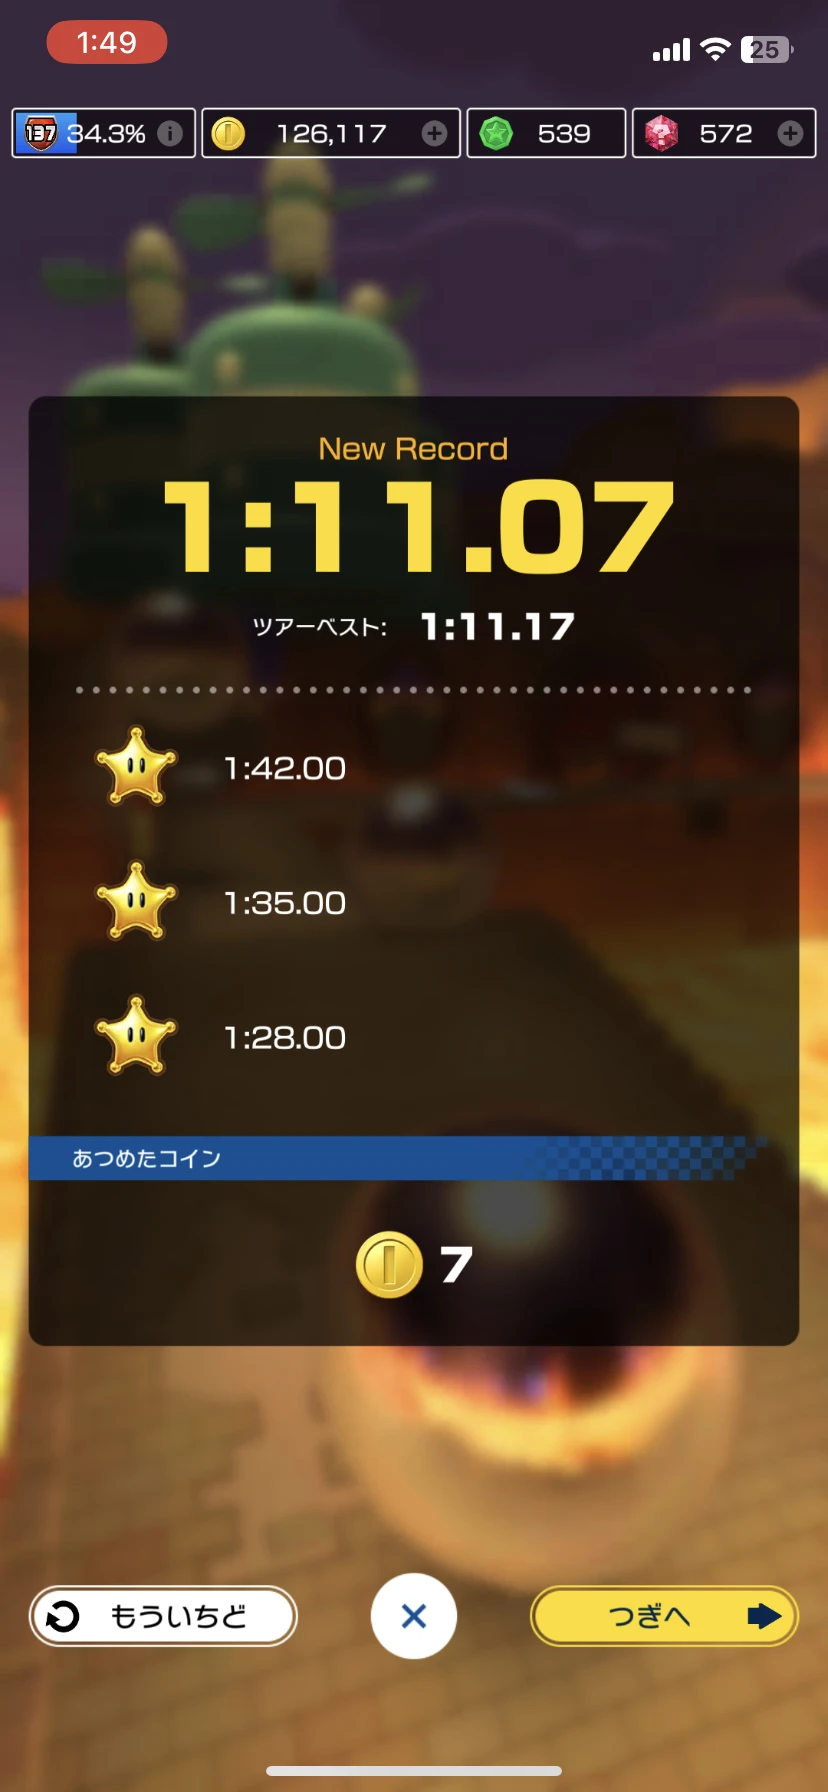 1:49
25
137 34.3% i
126,117 +
539
572 +
New Record
1:11.07
ツアーベスト: 1:11.17
1:42.00
1:35.00
1:28.00
あつめたコイン
7
もういちど
×
つぎへ